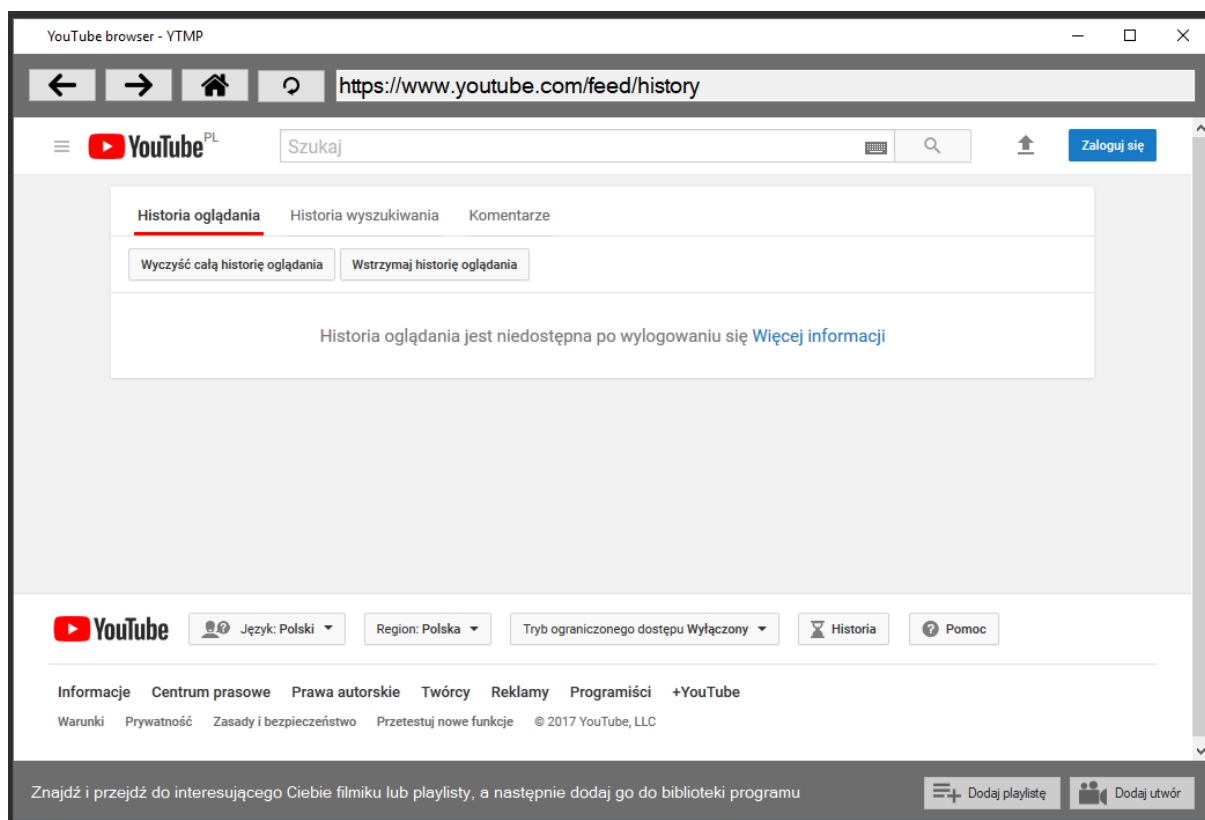 YouTube browser - YTMP
https://www.youtube.com/feed/history
YouTube PL Szukaj Zaloguj się
Historia oglądania Historia wyszukiwania Komentarze
Wyczyść całą historię oglądania Wstrzymaj historię oglądania
Historia oglądania jest niedostępna po wylogowaniu się Więcej informacji
YouTube Język: Polski Region: Polska Tryb ograniczonego dostępu Wyłączony Historia Pomoc
Informacje Centrum prasowe Prawa autorskie Twórcy Reklamy Programiści +YouTube
Warunki Prywatność Zasady i bezpieczeństwo Przetestuj nowe funkcje © 2017 YouTube, LLC
Znajdź i przejdź do interesującego Ciebie filmiku lub playlisty, a następnie dodaj go do biblioteki programu Dodaj playlistę Dodaj utwór